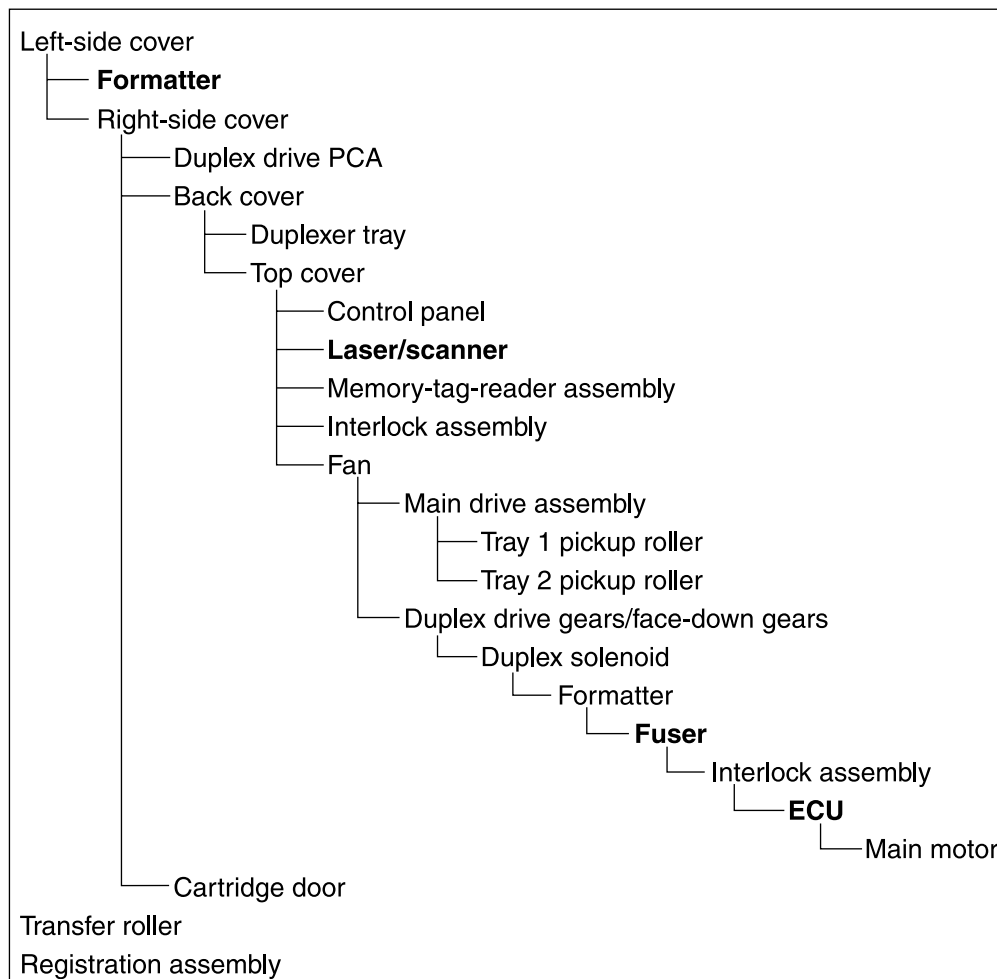 Left-side cover
Formatter
Right-side cover
Duplex drive PCA
Back cover
Duplexer tray
Top cover
Control panel
Laser/scanner
Memory-tag-reader assembly
Interlock assembly
Fan
Main drive assembly
Tray 1 pickup roller
Tray 2 pickup roller
Duplex drive gears/face-down gears
Duplex solenoid
Formatter
Fuser
Interlock assembly
ECU
Main motor
Cartridge door
Transfer roller
Registration assembly